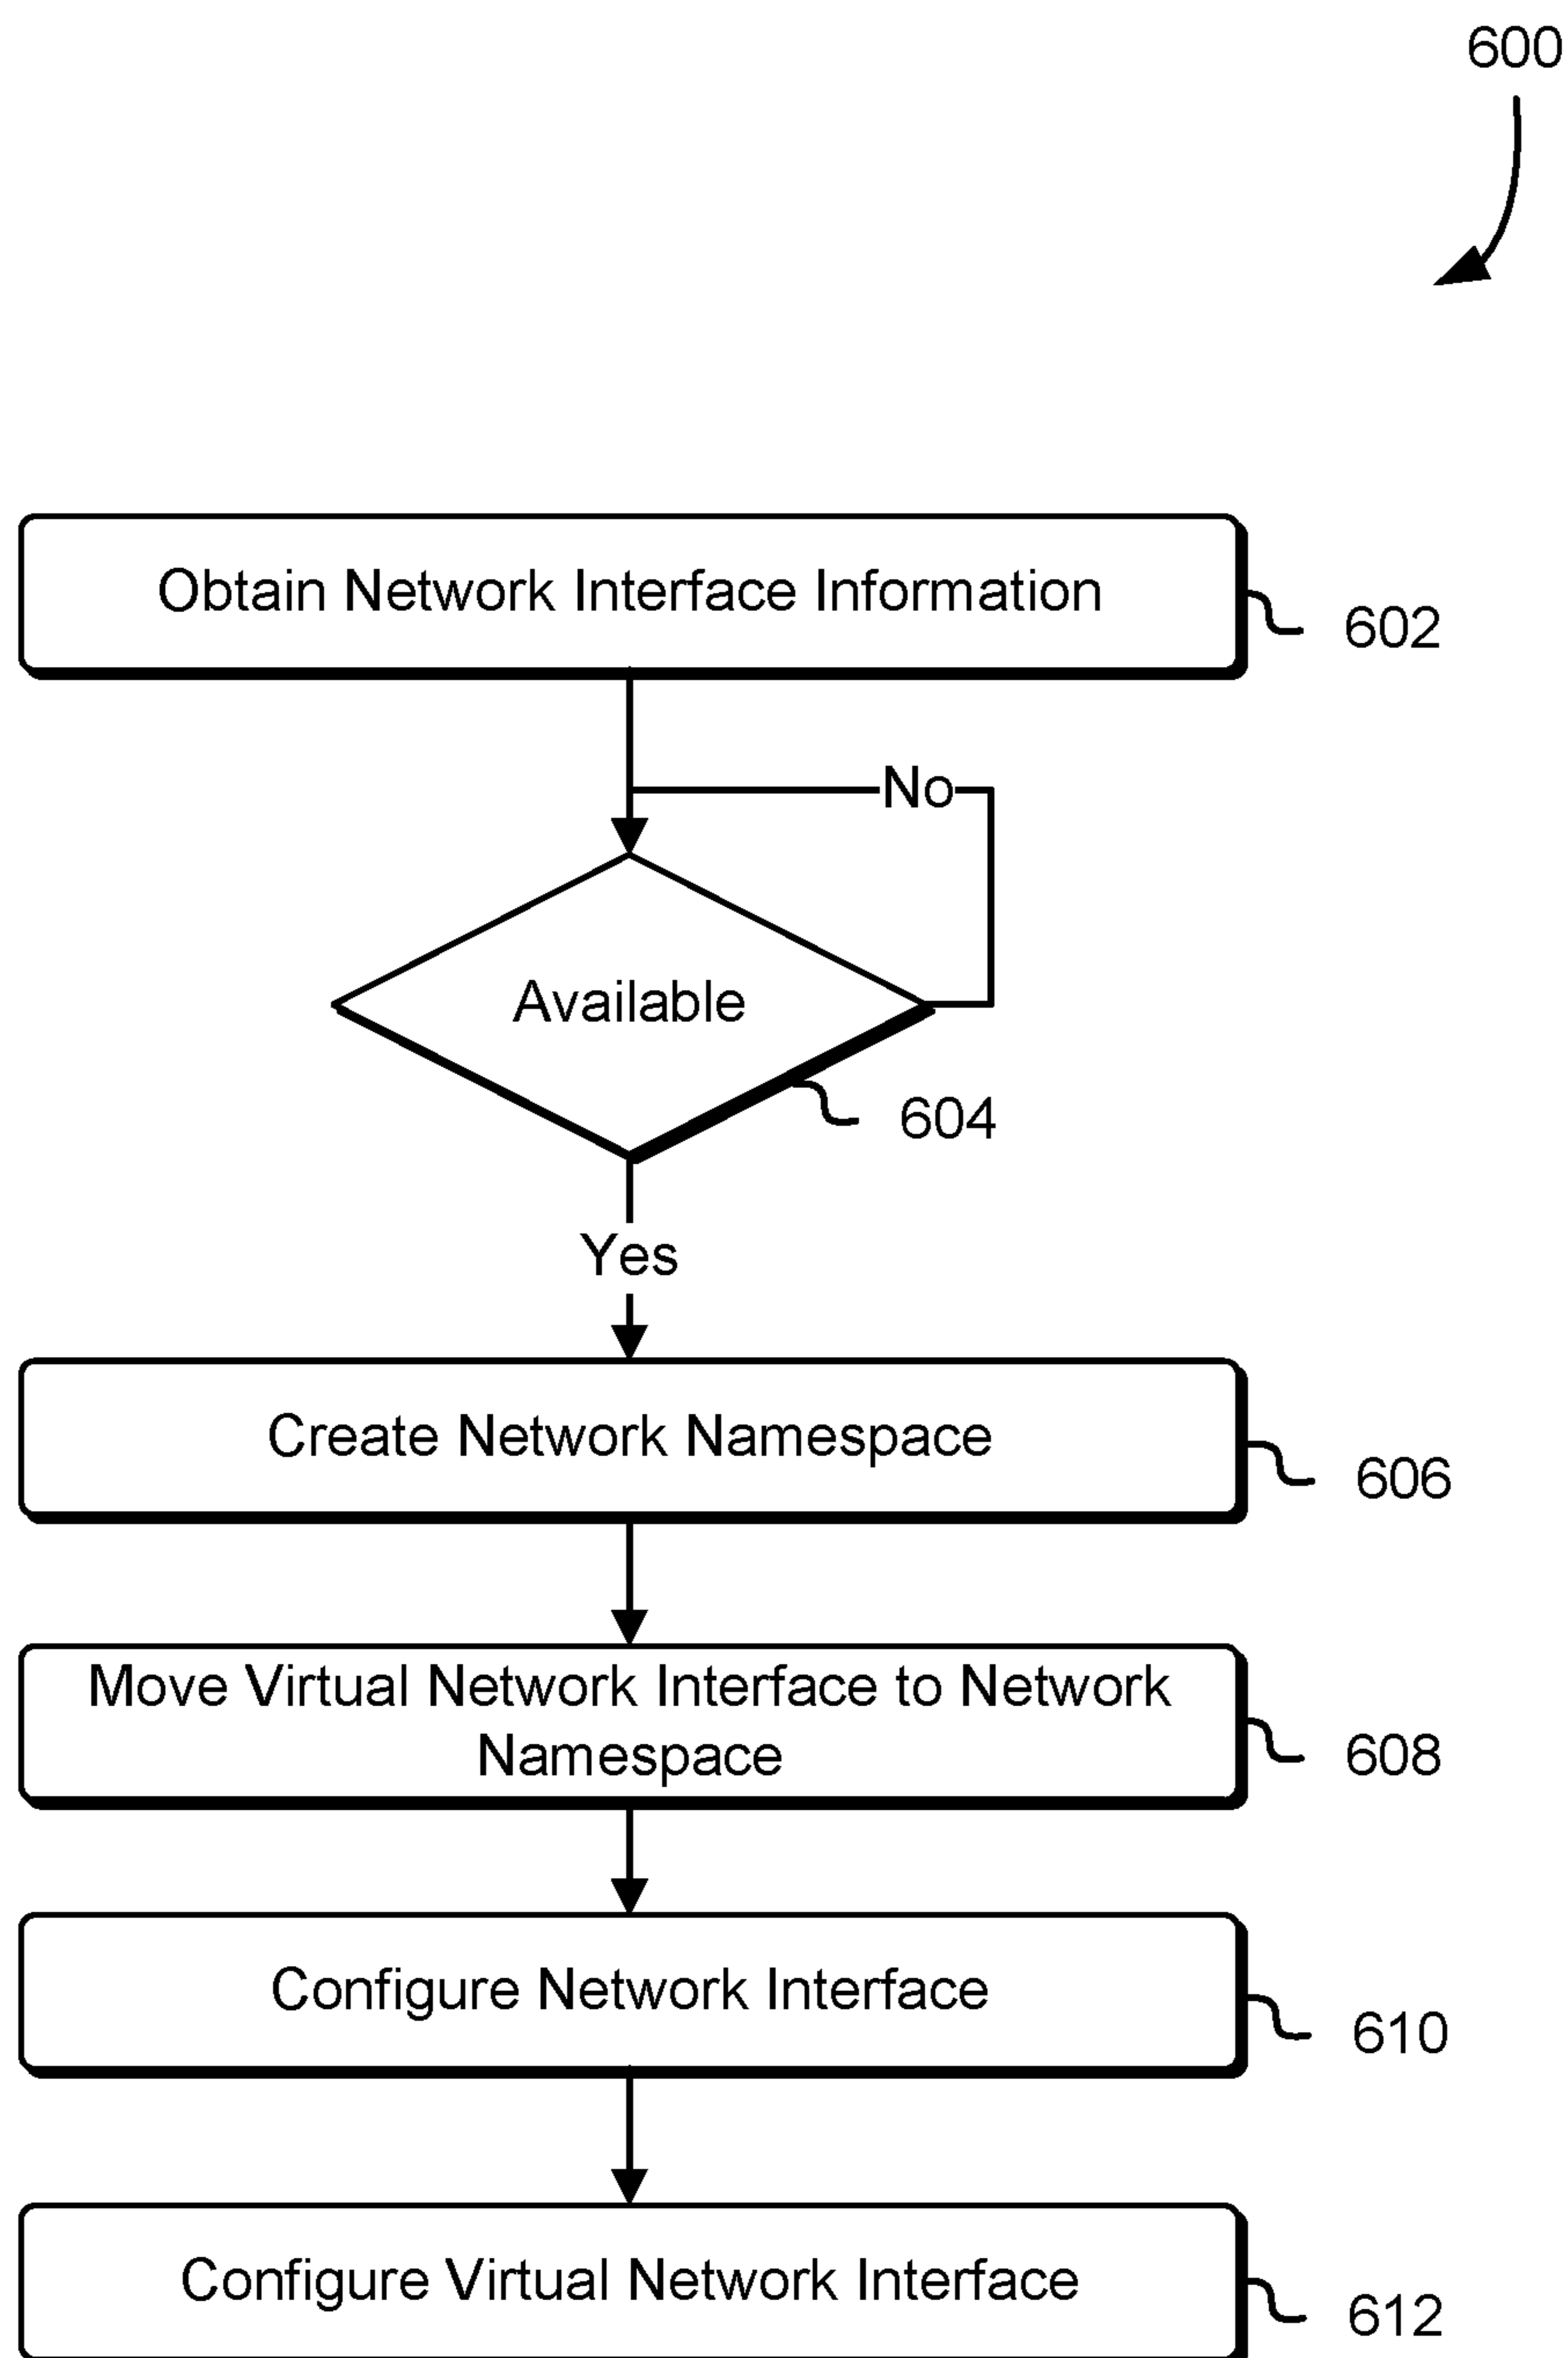 600
Obtain Network Interface Information
602
No
Available
604
Yes
Create Network Namespace
606
Move Virtual Network Interface to Network
Namespace
608
Configure Network Interface
610
Configure Virtual Network Interface
612